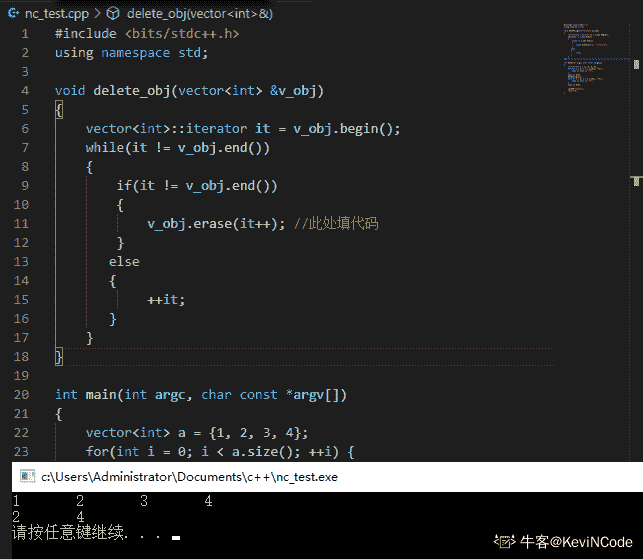 nc_test.cpp > delete_obj(vector<int>&)
1 #include <bits/stdc++.h>
2 using namespace std;
3
4 void delete_obj(vector<int> &v_obj)
5 {
6 vector<int>::iterator it = v_obj.begin();
7 while(it != v_obj.end())
8 {
9 if(it != v_obj.end())
10 {
11 v_obj.erase(it++); //此处填代码
12 }
13 else
14 {
15 ++it;
16 }
17 }
18 }
19
20 int main(int argc, char const *argv[])
21 {
22 vector<int> a = {1, 2, 3, 4};
23 for(int i = 0; i < a.size(); ++i) {
c:\Users\Administrator\Documents\c++\nc_test.exe
1 2 3 4
2 4
请按任意键继续. . .
牛客@KeviNCode